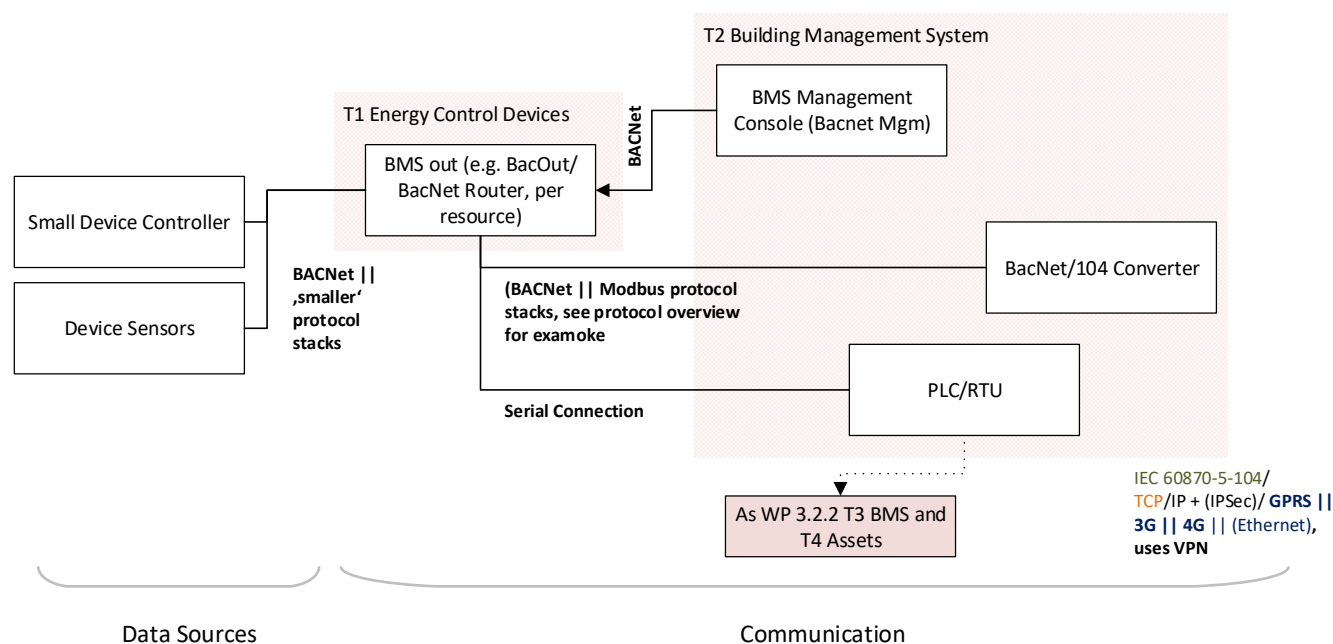 T2 Building Management System
BMS Management
Console (Bacnet Mgm)
BACNet
T1 Energy Control Devices
BMS out (e.g. BacOut/
BacNet Router, per
resource)
Small Device Controller
Device Sensors
BACNet ||
‚smaller‘
protocol
stacks
(BACNet || Modbus protocol
stacks, see protocol overview
for examoke
BacNet/104 Converter
PLC/RTU
Serial Connection
As WP 3.2.2 T3 BMS and
T4 Assets
IEC 60870-5-104/
TCP/IP + (IPSec)/ GPRS ||
3G || 4G || (Ethernet),
uses VPN
Data Sources
Communication